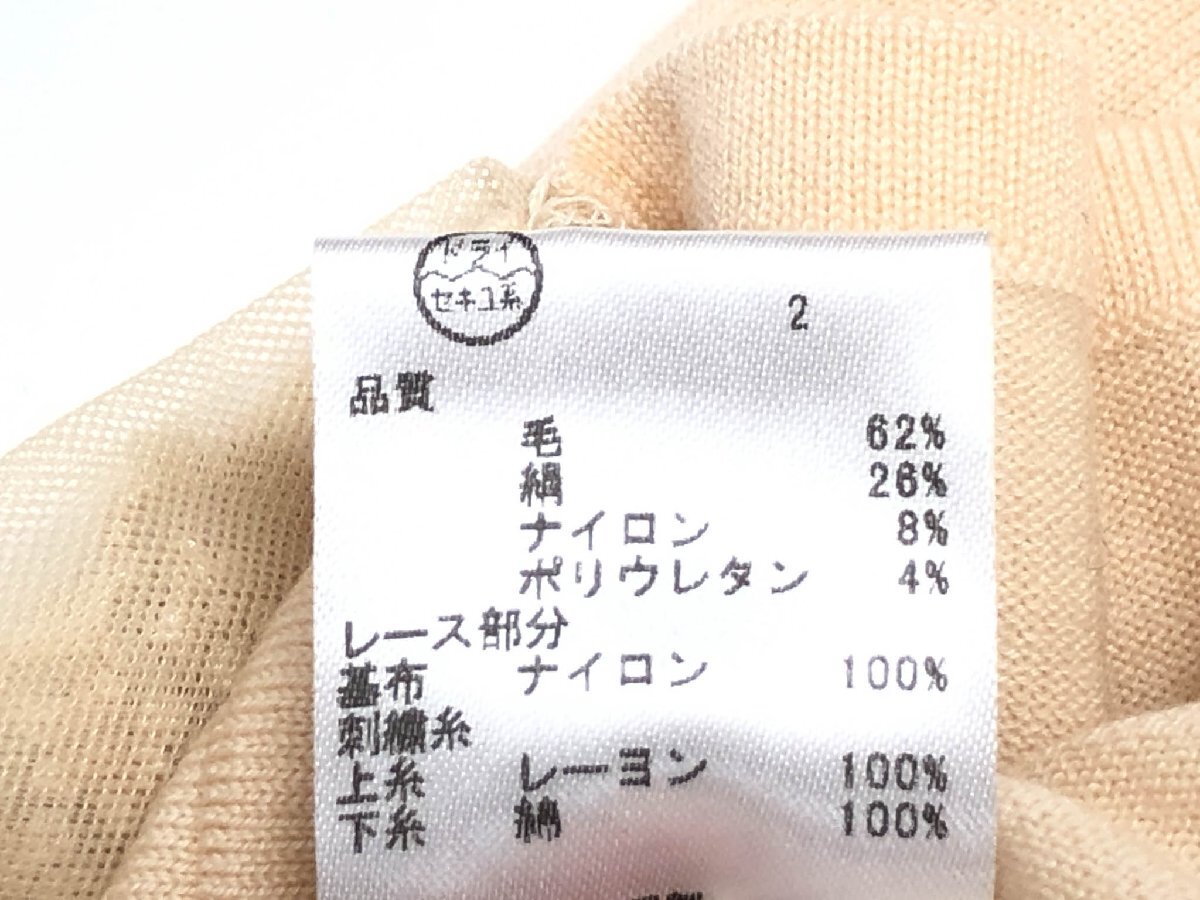 ドライ
セキユ系
2
品質
毛 62%
絹 26%
ナイロン 8%
ポリウレタン 4%
レース部分
基布 ナイロン 100%
刺繍糸
上糸 レーヨン 100%
下糸 綿 100%